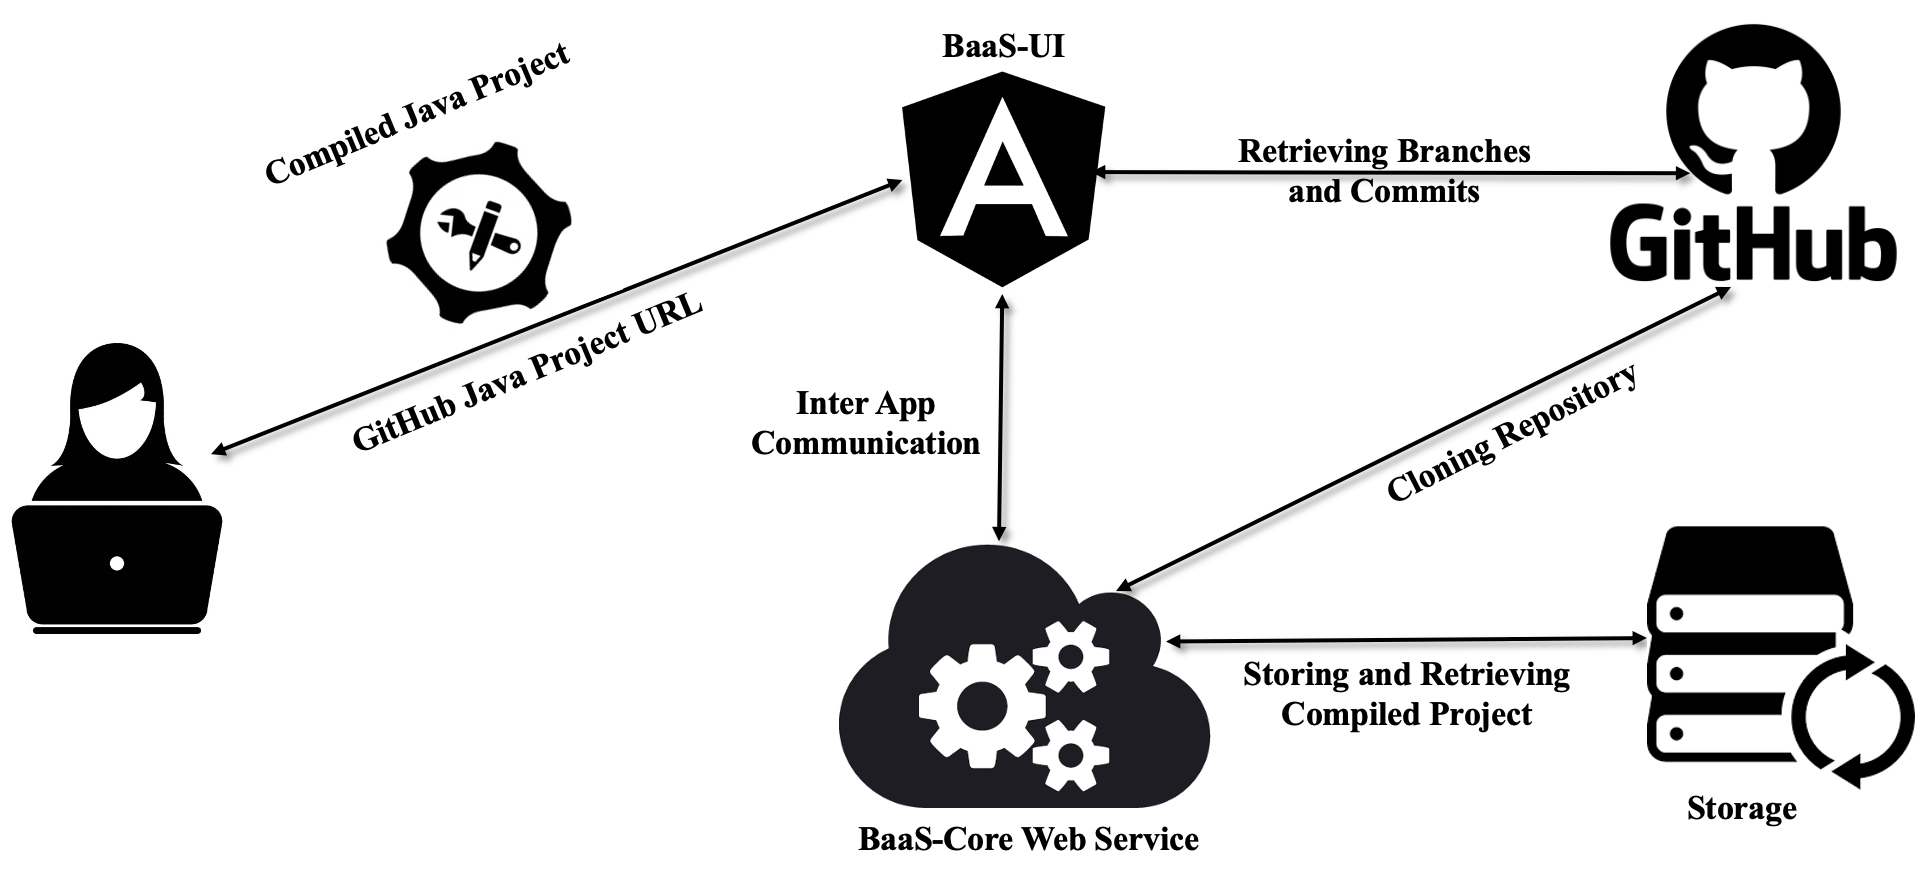 BaaS-UI
Compiled Java Project
Retrieving Branches
and Commits
GitHub
GitHub Java Project URL
Inter App
Communication
Cloning Repository
Storing and Retrieving
Compiled Project
Storage
BaaS-Core Web Service